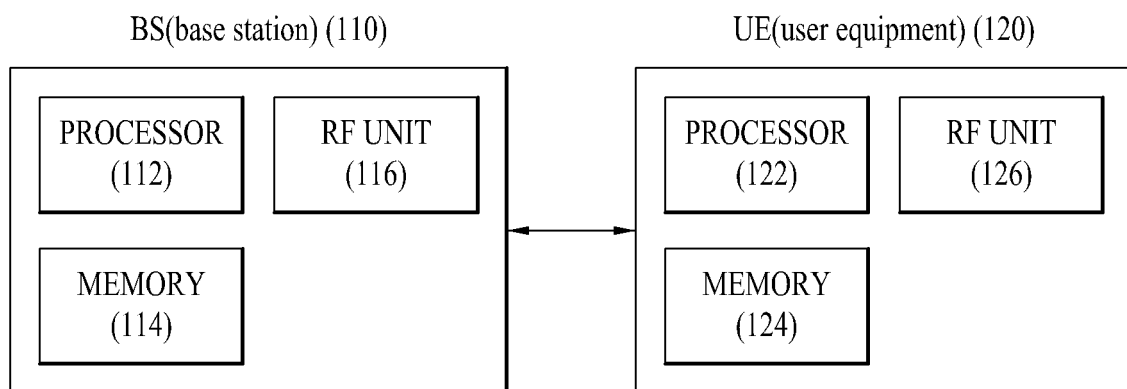 BS(base station) (110)
PROCESSOR
(112)
RF UNIT
(116)
MEMORY
(114)
UE(user equipment) (120)
PROCESSOR
(122)
RF UNIT
(126)
MEMORY
(124)